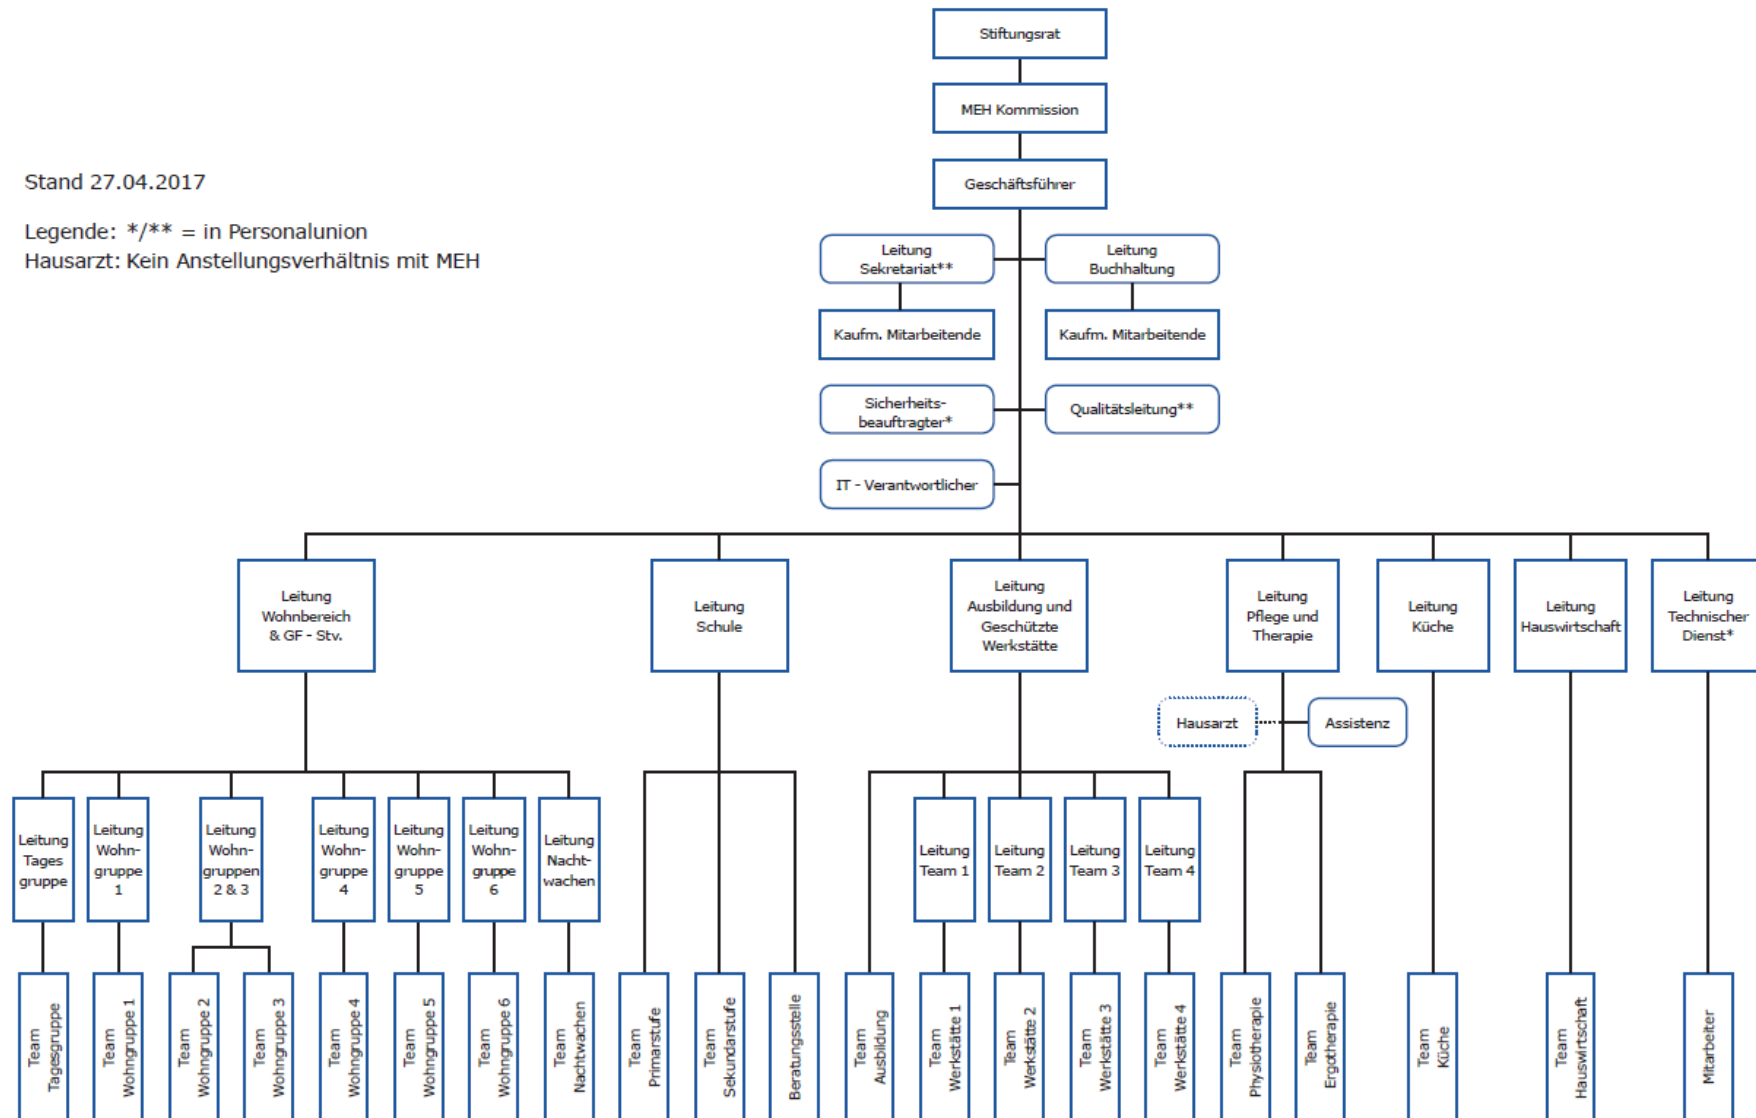 Stiftungsrat
MEH Kommission
Geschäftsführer
Stand 27.04.2017
Legende: */** = in Personalunion
Hausarzt: Kein Anstellungsverhältnis mit MEH
Leitung
Sekretariat**
Leitung
Buchhaltung
Kaufm. Mitarbeitende
Kaufm. Mitarbeitende
Sicherheits-
beauftragter*
Qualitätsleitung**
IT - Verantwortlicher
Leitung
Wohnbereich
& GF - Stv.
Leitung
Schule
Leitung
Ausbildung und
Geschützte
Werkstätte
Leitung
Pflege und
Therapie
Leitung
Küche
Leitung
Hauswirtschaft
Leitung
Technischer
Dienst*
Hausarzt
Assistenz
Leitung
Tages
gruppe
Leitung
Wohn-
gruppe
1
Leitung
Wohn-
gruppen
2 & 3
Leitung
Wohn-
gruppe
4
Leitung
Wohn-
gruppe
5
Leitung
Wohn-
gruppe
6
Leitung
Nacht-
wachen
Leitung
Team 1
Leitung
Team 2
Leitung
Team 3
Leitung
Team 4
Team
Tagesgruppe
Team
Wohngruppe 1
Team
Wohngruppe 2
Team
Wohngruppe 3
Team
Wohngruppe 4
Team
Wohngruppe 5
Team
Wohngruppe 6
Team
Nachtwachen
Team
Primarstufe
Team
Sekundarstufe
Team
Beratungsstelle
Team
Ausbildung
Team
Werkstätte 1
Team
Werkstätte 2
Team
Werkstätte 3
Team
Werkstätte 4
Team
Physiotherapie
Team
Ergotherapie
Team
Küche
Team
Hauswirtschaft
Mitarbeiter